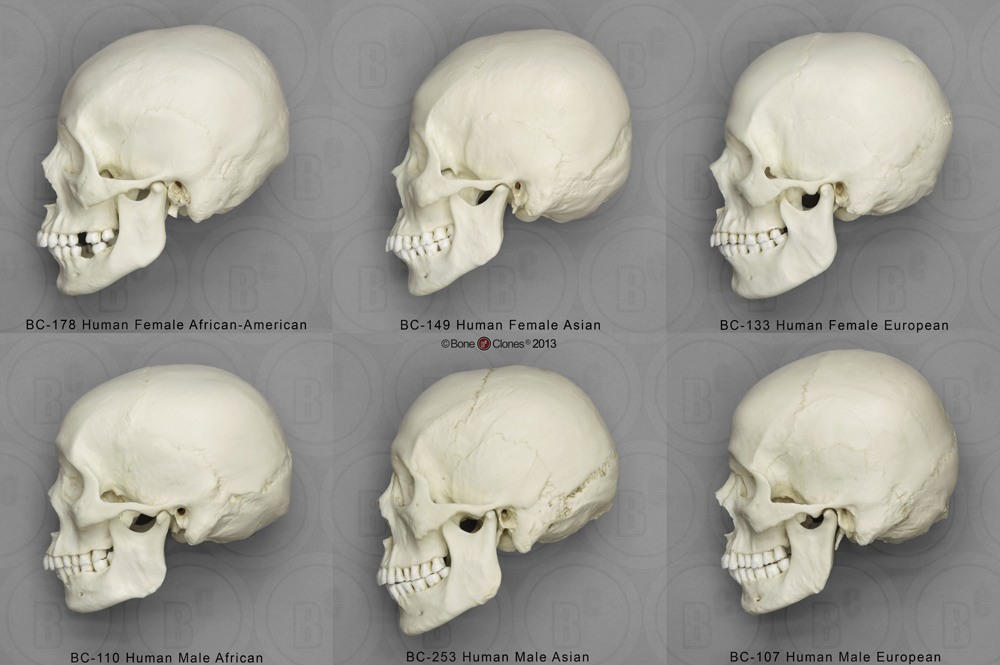 BC-178 Human Female African-American
BC-149 Human Female Asian
BC-133 Human Female European
©Bone Clones® 2013
BC-110 Human Male African
BC-253 Human Male Asian
BC-107 Human Male European